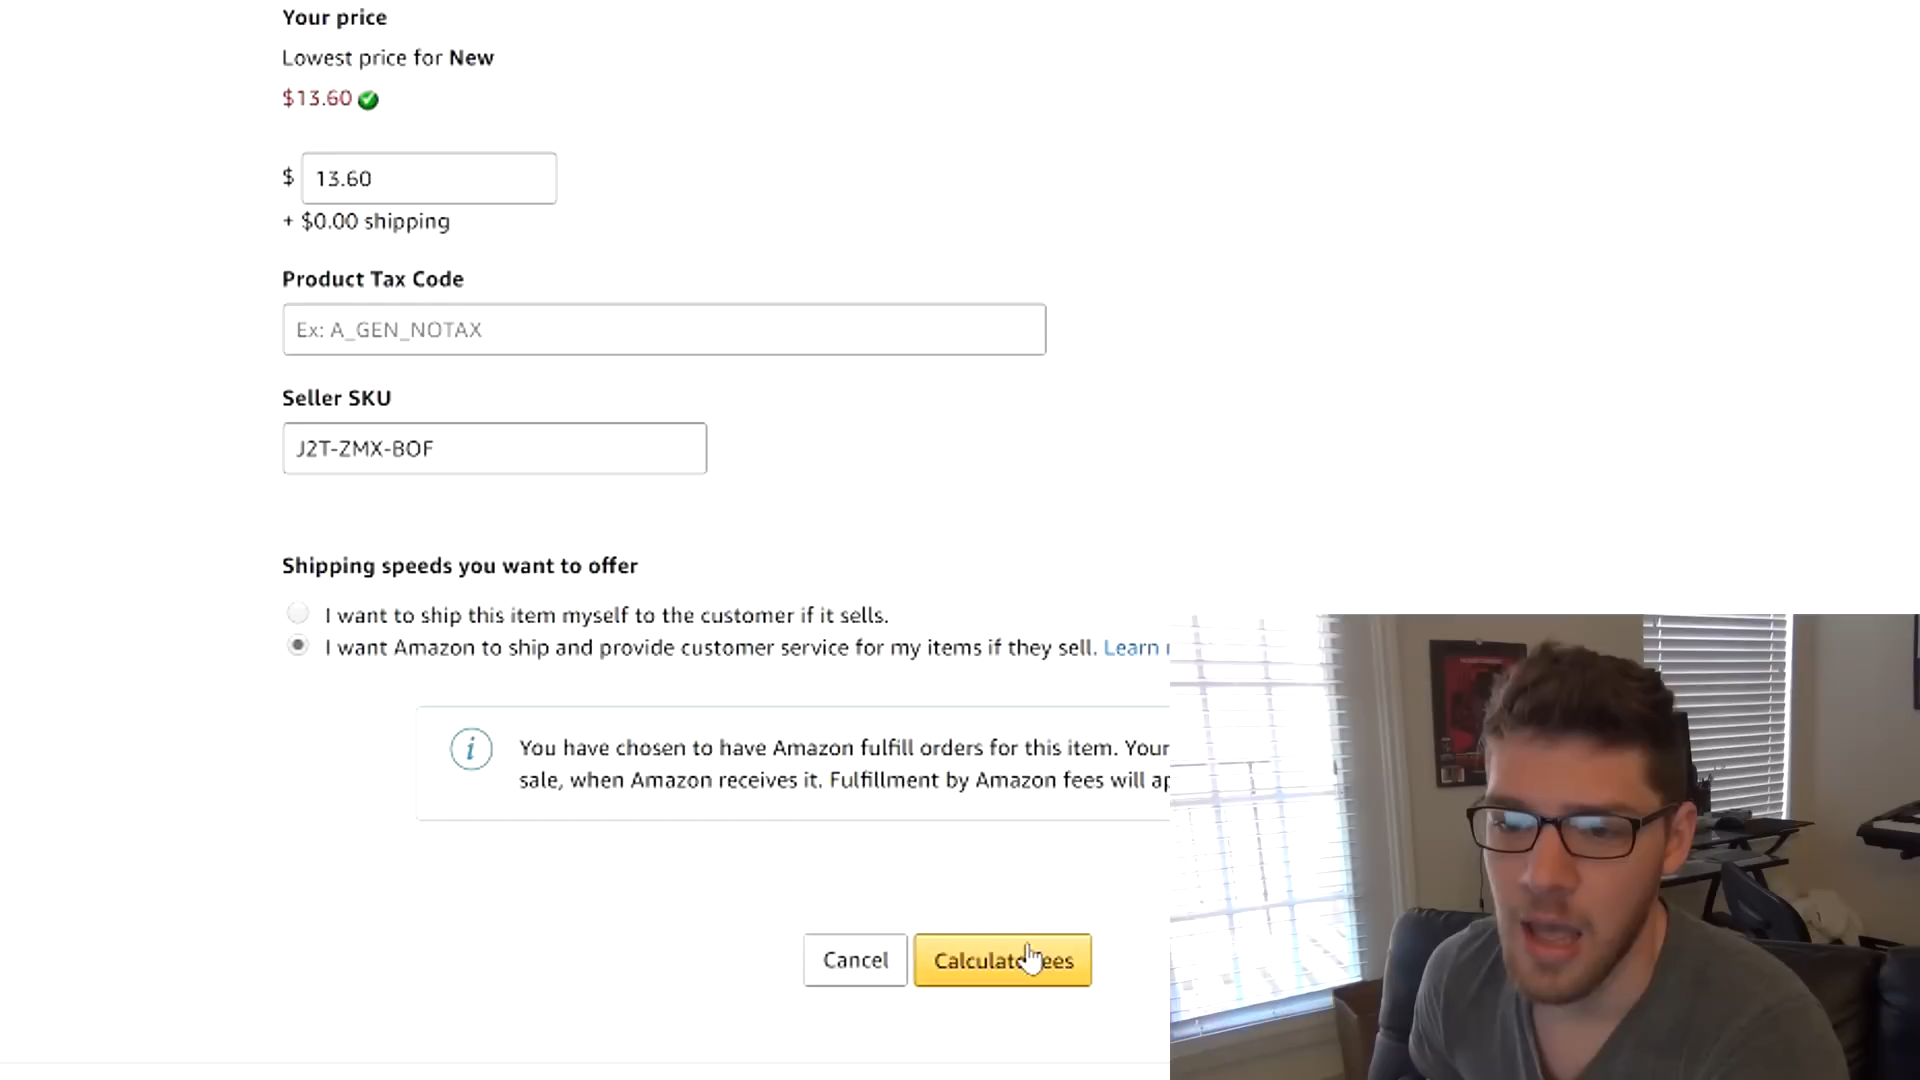 Your price
Lowest price for New
$13.60
$ 13.60
+ $0.00 shipping
Product Tax Code
Ex: A_GEN_NOTAX
Seller SKU
J2T-ZMX-BOF
Shipping speeds you want to offer
I want to ship this item myself to the customer if it sells.
I want Amazon to ship and provide customer service for my items if they sell. Learn
You have chosen to have Amazon fulfill orders for this item. Your
sale, when Amazon receives it. Fulfillment by Amazon fees will
Cancel
Calculate Fees